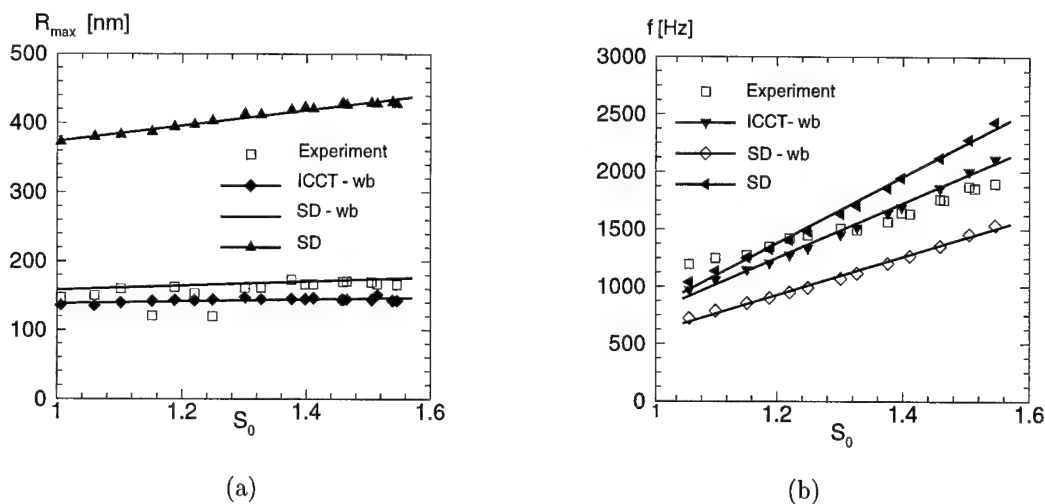 R_max [nm]
500
400
300
200
100
0
Experiment
ICCT - wb
SD - wb
SD
1
1.2
1.4
1.6
S_0
(a)
f [Hz]
3000
2500
2000
1500
1000
500
0
Experiment
ICCT - wb
SD - wb
SD
1
1.2
1.4
1.6
S_0
(b)